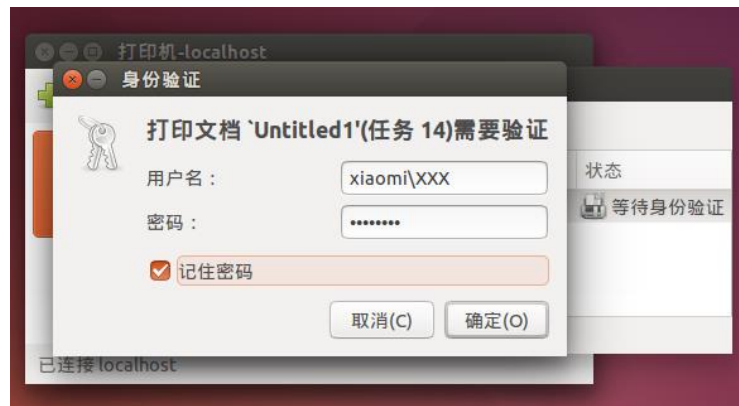 打印机-localhost
身份验证
打印文档 `Untitled1'(任务 14)需要验证
用户名：
xiaomi\XXX
状态
密码：
••••••••
等待身份验证
记住密码
取消(C)
确定(O)
已连接 localhost